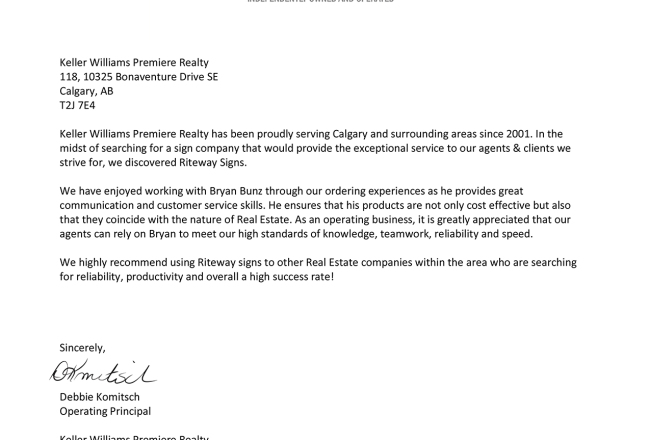 INDEPENDENTLY OWNED AND OPERATED
Keller Williams Premiere Realty
118, 10325 Bonaventure Drive SE
Calgary, AB
T2J 7E4
Keller Williams Premiere Realty has been proudly serving Calgary and surrounding areas since 2001. In the
midst of searching for a sign company that would provide the exceptional service to our agents & clients we
strive for, we discovered Riteway Signs.
We have enjoyed working with Bryan Bunz through our ordering experiences as he provides great
communication and customer service skills. He ensures that his products are not only cost effective but also
that they coincide with the nature of Real Estate. As an operating business, it is greatly appreciated that our
agents can rely on Bryan to meet our high standards of knowledge, teamwork, reliability and speed.
We highly recommend using Riteway signs to other Real Estate companies within the area who are searching
for reliability, productivity and overall a high success rate!
Sincerely,
DKomitsch
Debbie Komitsch
Operating Principal
Keller Williams Premiere Realty